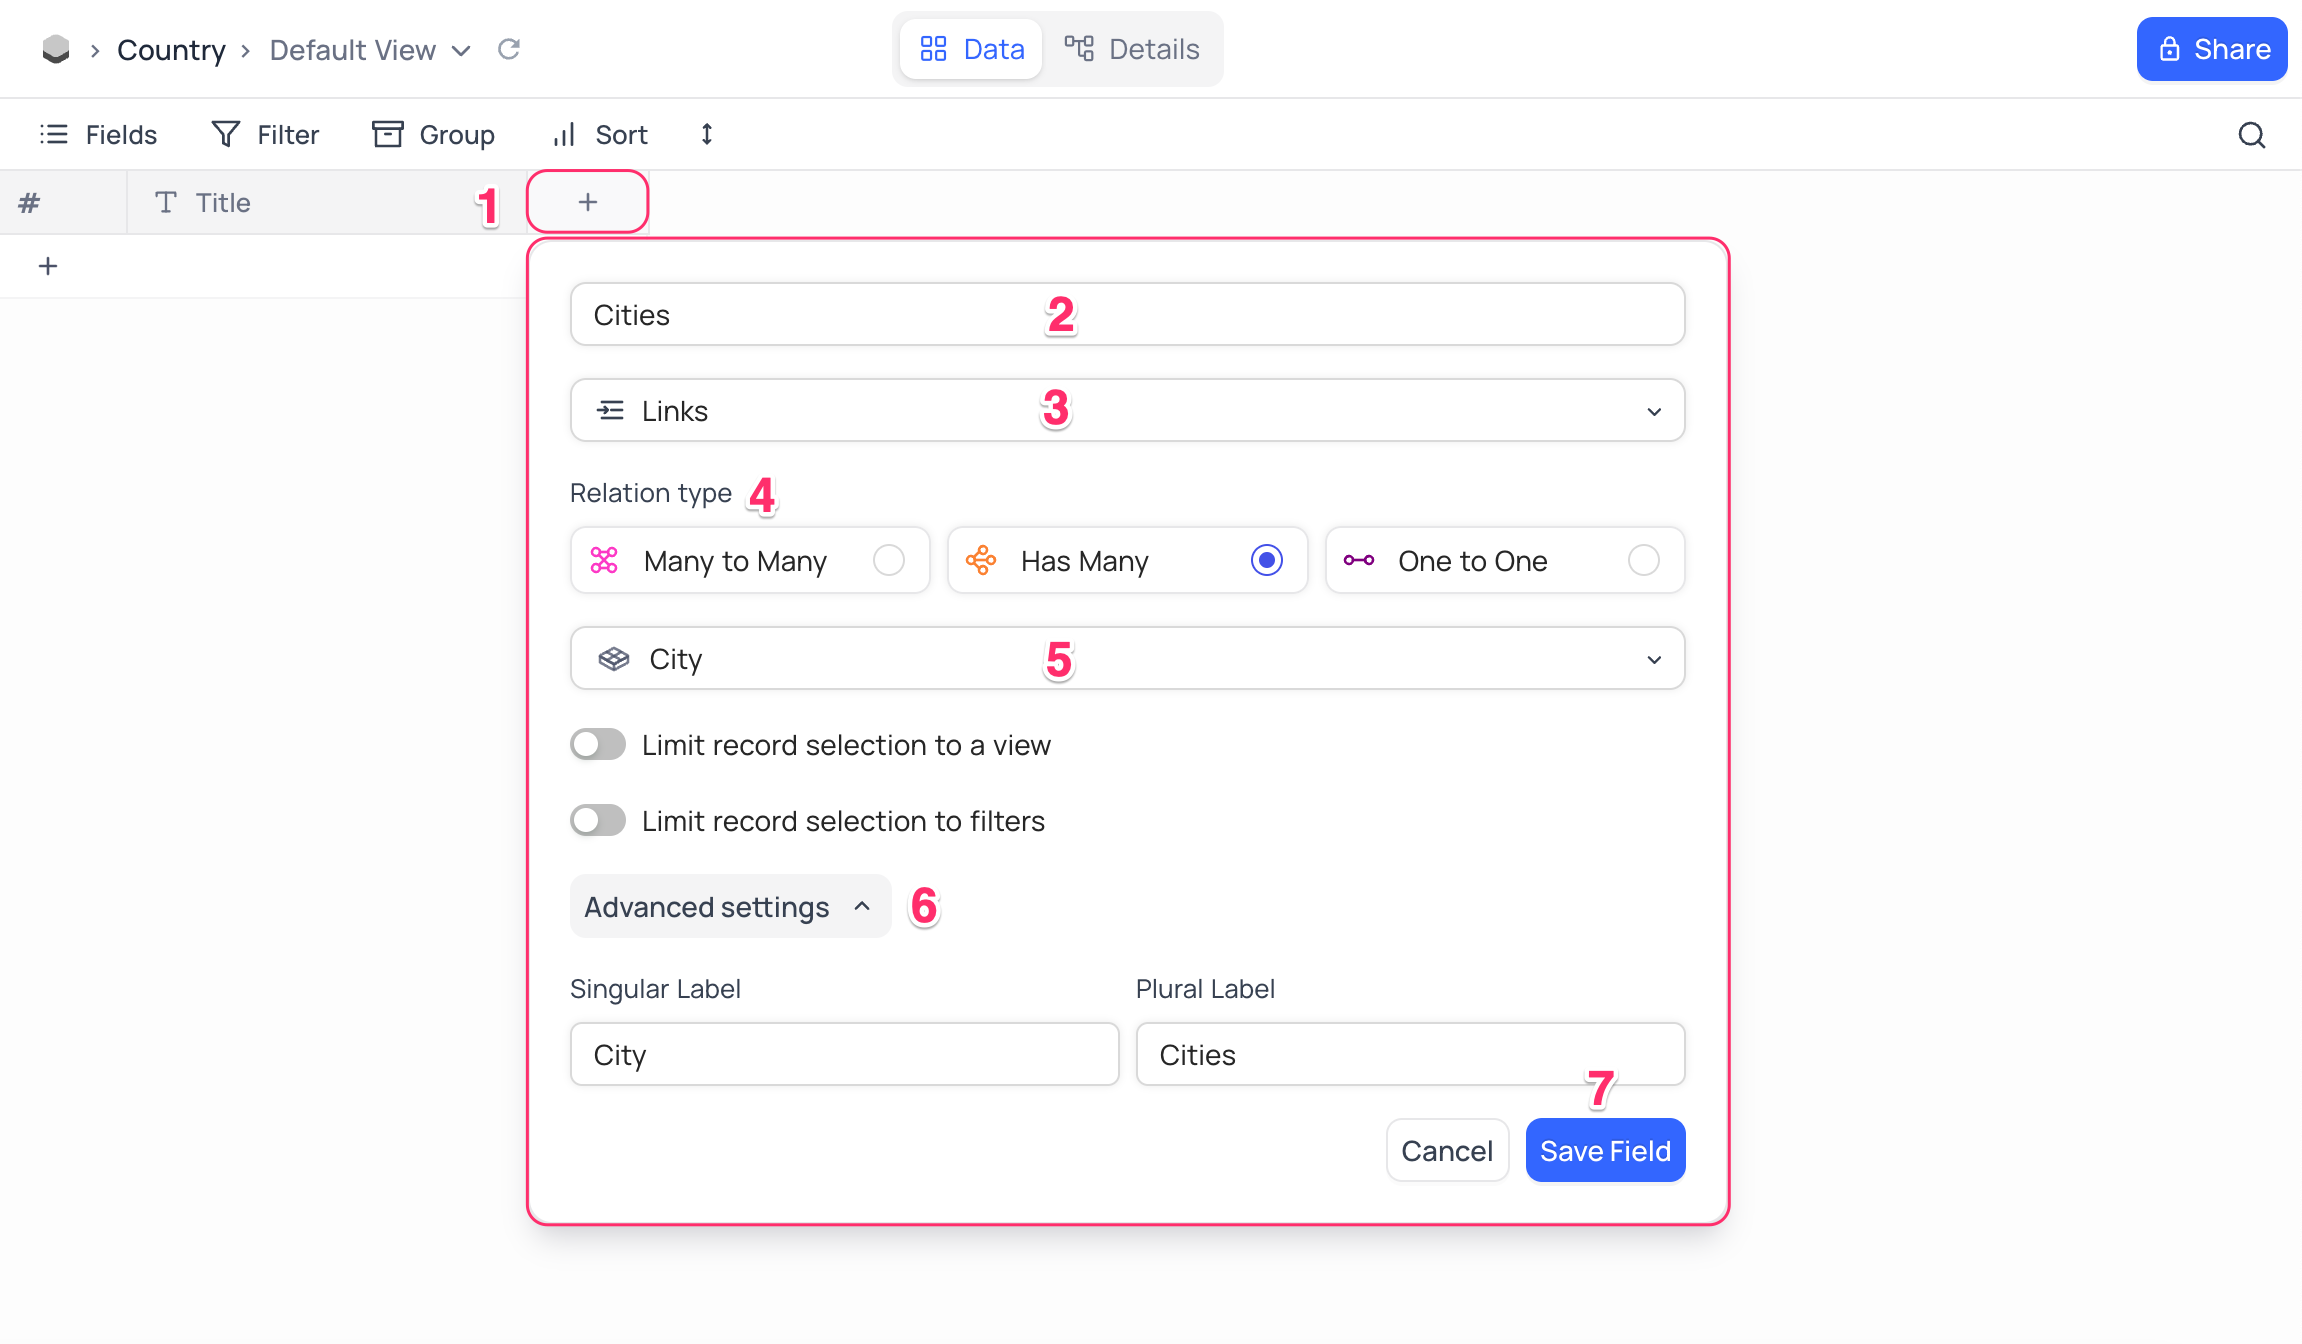 Country Default View Data Details Share
Fields Filter Group Sort
# Title 1 +
+
Cities 2
Links 3
Relation type 4
Many to Many Has Many One to One
City 5
Limit record selection to a view
Limit record selection to filters
Advanced settings 6
Singular Label Plural Label
City Cities
7
Cancel Save Field